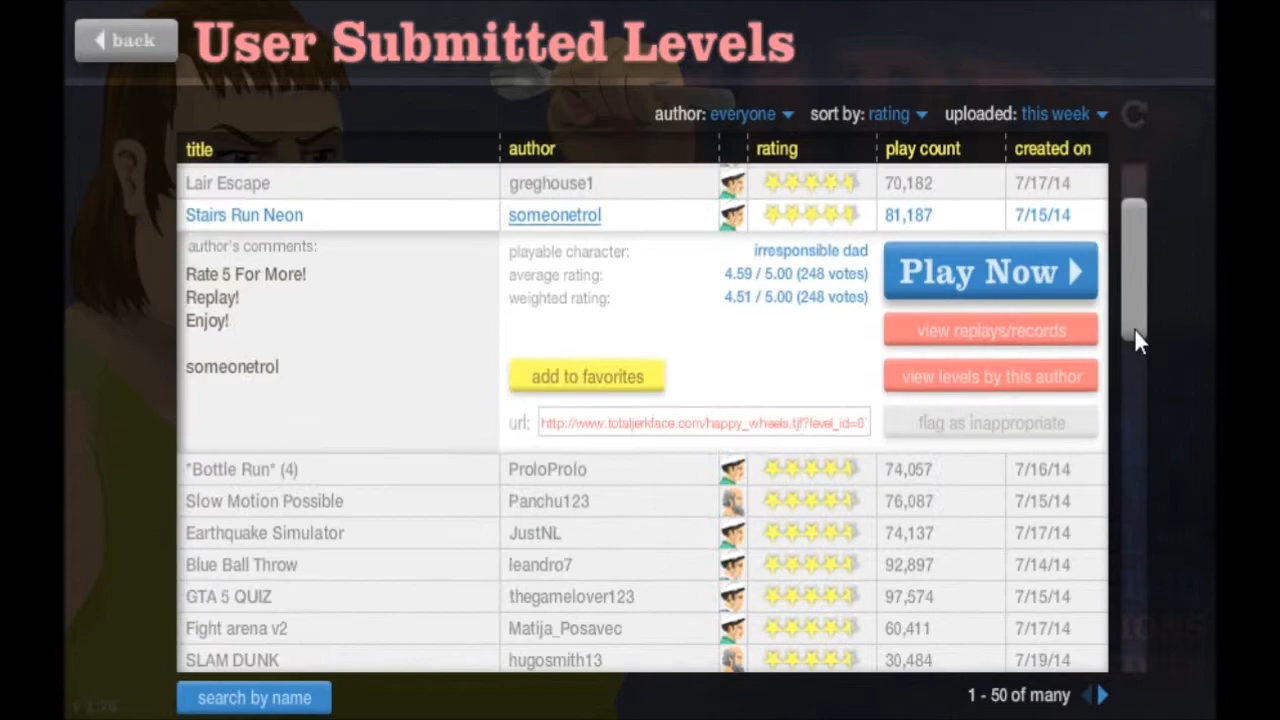 back
User Submitted Levels
author: everyone sort by: rating uploaded: this week
title author rating play count created on
Lair Escape greghouse1 70,182 7/17/14
Stairs Run Neon someonetrol 81,187 7/15/14
author's comments:
Rate 5 For More!
Replay!
Enjoy!
someonetrol
playable character: irresponsible dad
average rating: 4.59 / 5.00 (248 votes)
weighted rating: 4.51 / 5.00 (248 votes)
add to favorites
url: http://www.totaljerkface.com/happy_wheels.tjf?level_id=6
Play Now
view replays/records
view levels by this author
flag as inappropriate
*Bottle Run* (4) ProloProlo 74,057 7/16/14
Slow Motion Possible Panchu123 76,087 7/15/14
Earthquake Simulator JustNL 74,137 7/17/14
Blue Ball Throw leandro7 92,897 7/14/14
GTA 5 QUIZ thegamelover123 97,574 7/15/14
Fight arena v2 Matija_Posavec 60,411 7/17/14
SLAM DUNK hugosmith13 30,484 7/19/14
search by name
1 - 50 of many